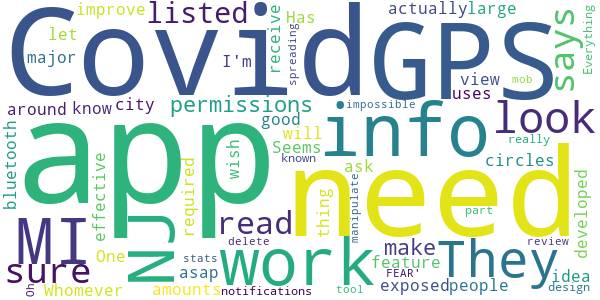 improve
listed
Has
actually
large
Covid
GPS
says
Everything
let
major
receive
spreading
I'm
view
mob
around
know
city
permissions
uses
impossible
info
look
bluetooth
app
good
will
Seems
known
really
circles
wish
ask
need
effective
required
thing
manipulate
developed
part
MI
NJ
read
make
They
delete
review
sure
One
stats
work
feature
idea
asap
FEAR'
Oh
Whomever
amounts
notifications
tool
exposed
people
design